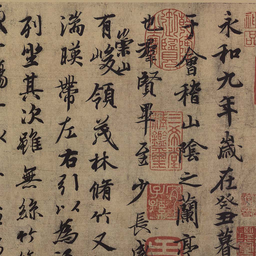 永和九年歲在癸丑暮
于會稽山陰之蘭亭
也羣賢畢至少長咸
有崇山峻領茂林脩竹又
湍暎帶左右引以為
列坐其次雖無絲竹